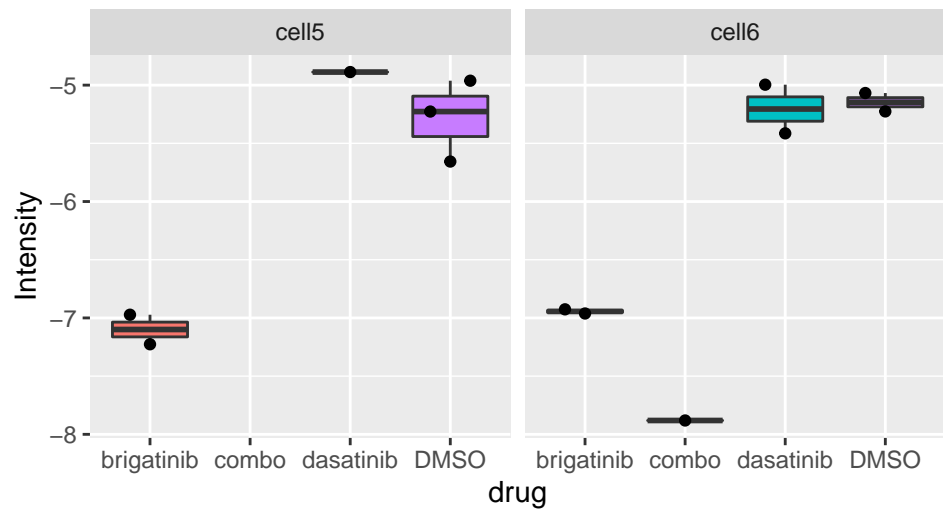 cell5
cell6
Intensity
−5
−6
−7
−8
brigatinib combo dasatinib DMSO
brigatinib combo dasatinib DMSO
drug